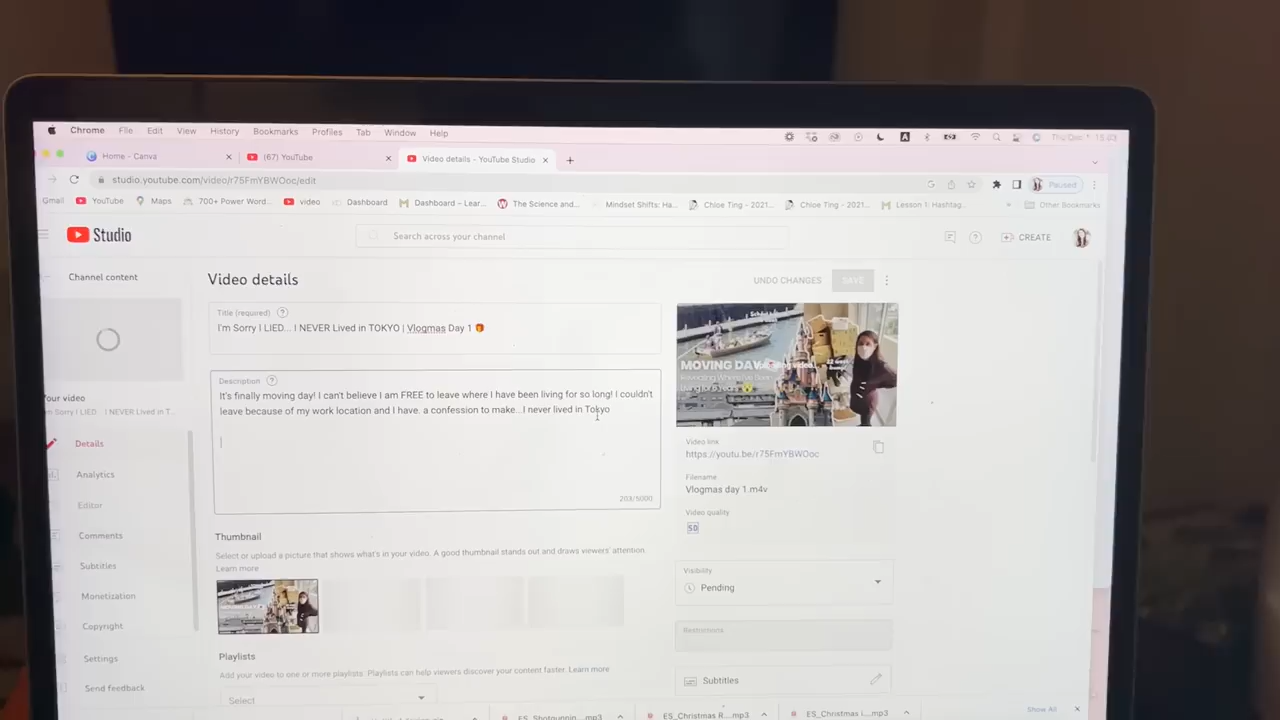 Chrome File Edit View History Bookmarks Profiles Tab Window Help
Home - Canva
(67) YouTube
Video details - YouTube Studio
studio.youtube.com/video/r75FmYBWOoc/edit
Paused
Gmail YouTube Maps 700+ Power Word... video Dashboard Dashboard – Lear... The Science and... Mindset Shifts: Ha... Chloe Ting - 2021... Chloe Ting - 2021... Lesson 1: Hashtag... Other Bookmarks
Studio
Search across your channel
CREATE
Channel content
Video details
UNDO CHANGES
SAVE
Title (required)
I'm Sorry I LIED... I NEVER Lived in TOKYO | Vlogmas Day 1
Description
It's finally moving day! I can't believe I am FREE to leave where I have been living for so long! I couldn't
leave because of my work location and I have. a confession to make...I never lived in Tokyo
203/5000
MOVING DAY
Video link
https://youtu.be/r75FmYBWOoc
Filename
Vlogmas day 1.m4v
Video quality
SD
Visibility
Pending
Restrictions
Subtitles
Your video
Details
Analytics
Editor
Comments
Subtitles
Monetization
Copyright
Settings
Send feedback
Thumbnail
Select or upload a picture that shows what's in your video. A good thumbnail stands out and draws viewers' attention.
Learn more
Playlists
Add your video to one or more playlists. Playlists can help viewers discover your content faster. Learn more
Select
ES_Christmas R....mp3
ES_Christmas i....mp3
Show All